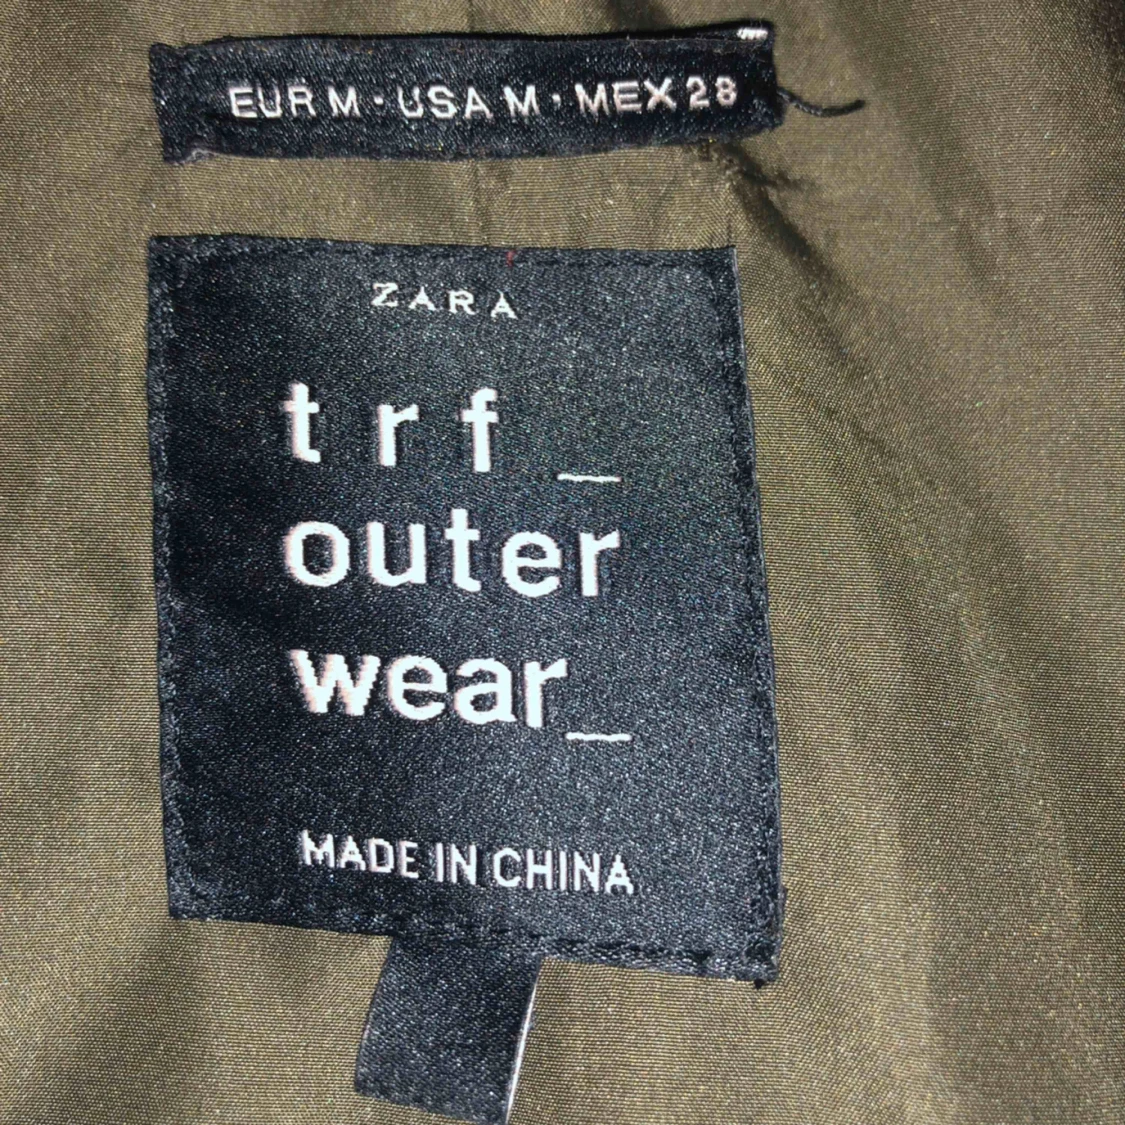 EUR M · USA M · MEX 28
ZARA
trf_
outer
wear_
MADE IN CHINA